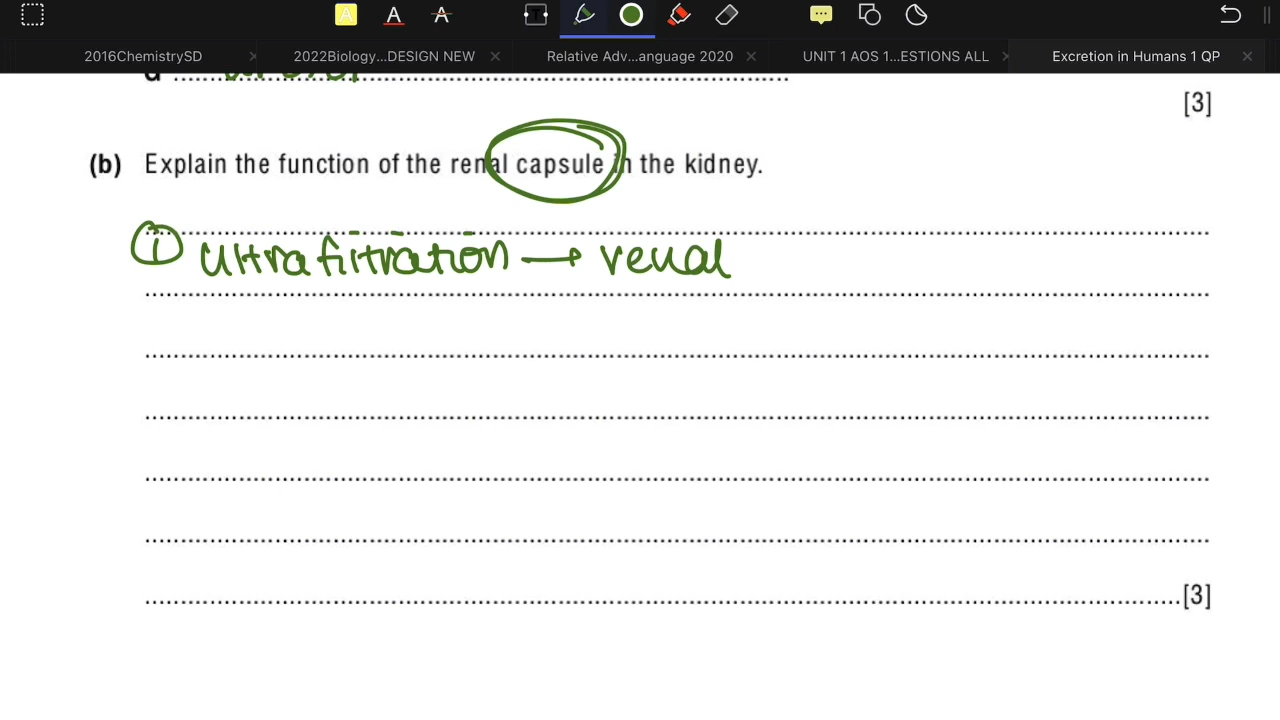 A A A T
2016ChemistrySD × 2022Biology...DESIGN NEW × Relative Adv...anguage 2020 × UNIT 1 AOS 1...ESTIONS ALL × Excretion in Humans 1 QP ×
d
[3]
(b) Explain the function of the renal capsule in the kidney.
① ultrafiltration → renal
[3]